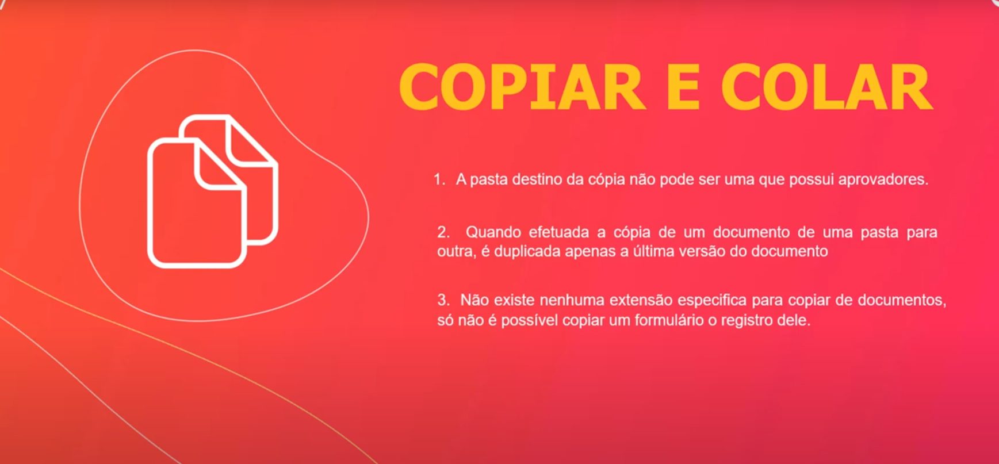 COPIAR E COLAR
1. A pasta destino da cópia não pode ser uma que possui aprovadores.
2. Quando efetuada a cópia de um documento de uma pasta para
outra, é duplicada apenas a última versão do documento
3. Não existe nenhuma extensão especifica para copiar de documentos,
só não é possível copiar um formulário o registro dele.